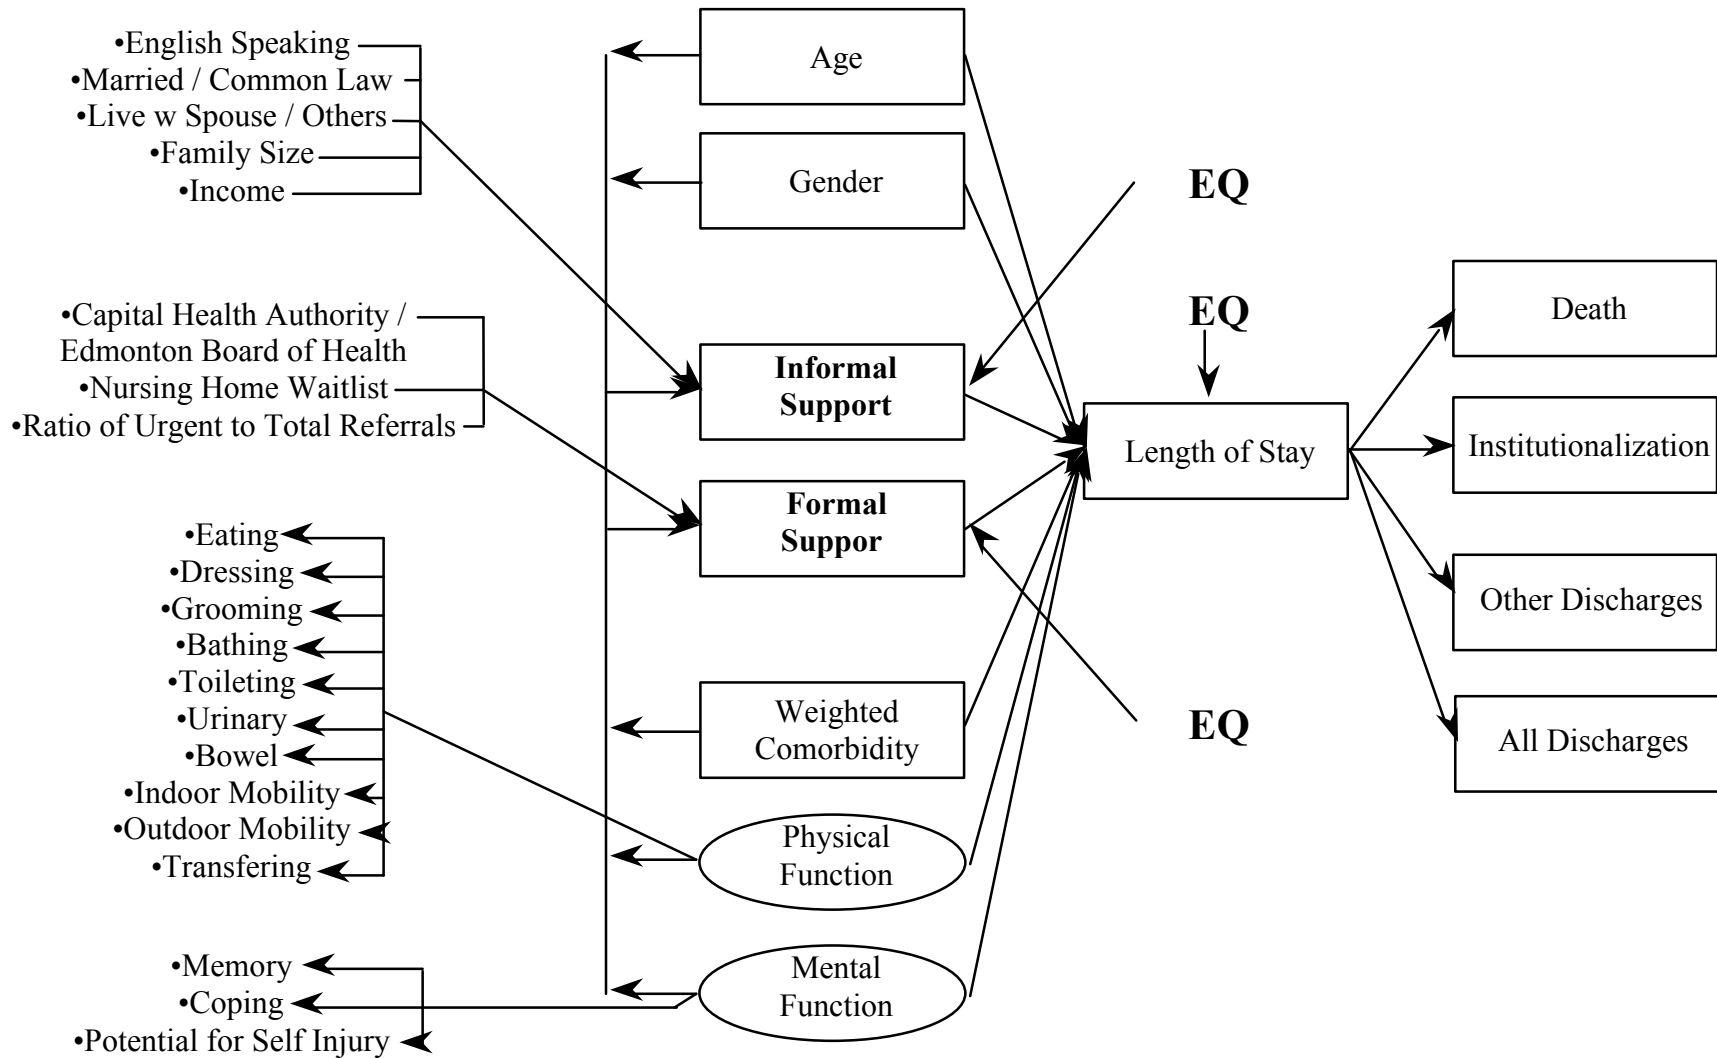 •English Speaking
•Married / Common Law
•Live w Spouse / Others
•Family Size
•Income
•Capital Health Authority /
Edmonton Board of Health
•Nursing Home Waitlist
•Ratio of Urgent to Total Referrals
•Eating
•Dressing
•Grooming
•Bathing
•Toileting
•Urinary
•Bowel
•Indoor Mobility
•Outdoor Mobility
•Transfering
•Memory
•Coping
•Potential for Self Injury
Age
Gender
Informal
Support
Formal
Suppor
Weighted
Comorbidity
Physical
Function
Mental
Function
EQ
EQ
EQ
Length of Stay
Death
Institutionalization
Other Discharges
All Discharges